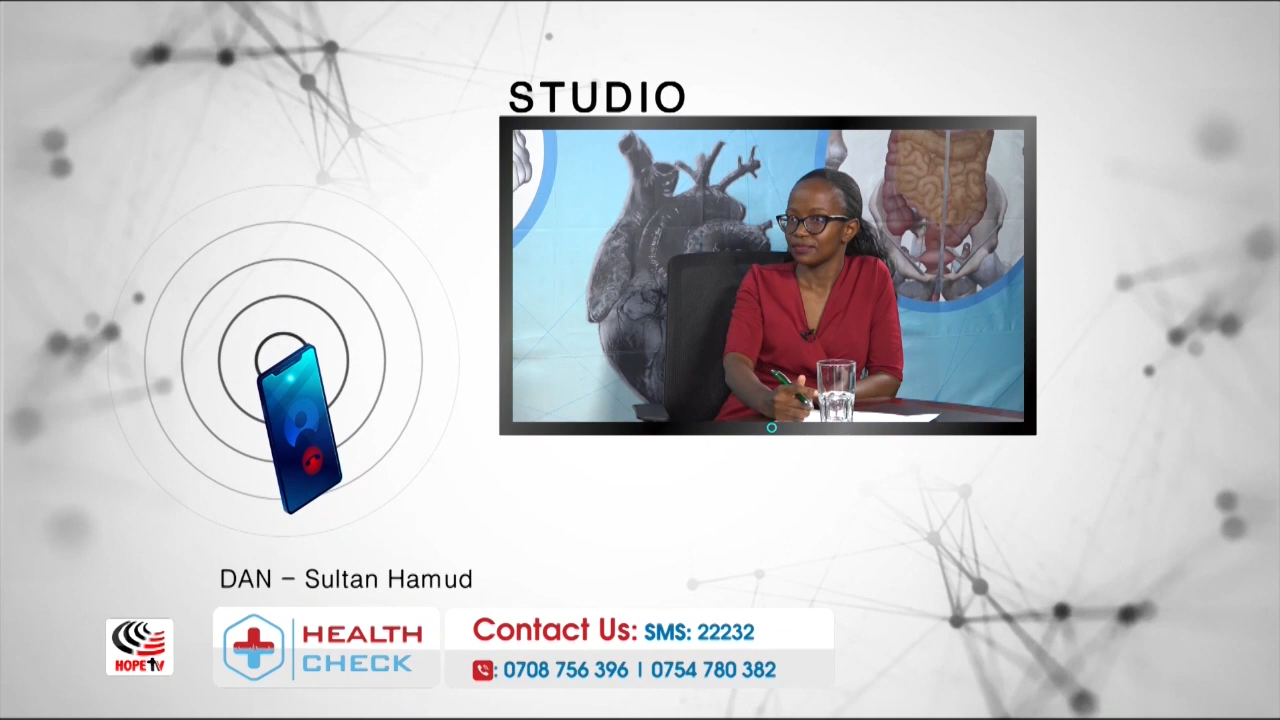 STUDIO
DAN – Sultan Hamud
HOPE TV
HEALTH
CHECK
Contact Us: SMS: 22232
: 0708 756 396 | 0754 780 382